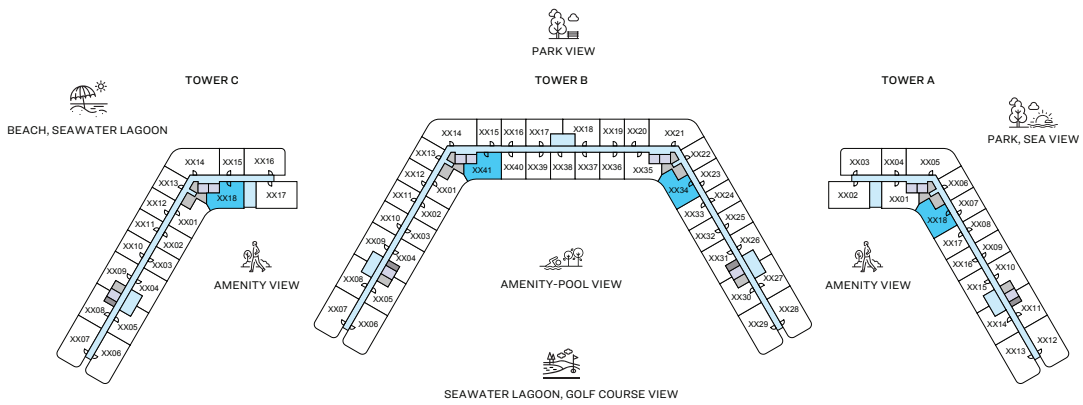 PARK VIEW
TOWER C
TOWER B
TOWER A
BEACH, SEAWATER LAGOON
PARK, SEA VIEW
XX14
XX15
XX16
XX13
XX12
XX11
XX10
XX09
XX08
XX07
XX06
XX05
XX04
XX03
XX02
XX01
XX18
XX17
AMENITY VIEW
XX14
XX15
XX16
XX17
XX18
XX19
XX20
XX21
XX13
XX12
XX11
XX10
XX09
XX08
XX07
XX06
XX05
XX04
XX03
XX02
XX01
XX41
XX40
XX39
XX38
XX37
XX36
XX35
XX34
XX33
XX32
XX31
XX30
XX29
XX22
XX23
XX24
XX25
XX26
XX27
XX28
AMENITY-POOL VIEW
XX03
XX04
XX05
XX02
XX01
XX18
XX06
XX07
XX08
XX09
XX10
XX11
XX12
XX17
XX16
XX15
XX14
XX13
AMENITY VIEW
SEAWATER LAGOON, GOLF COURSE VIEW